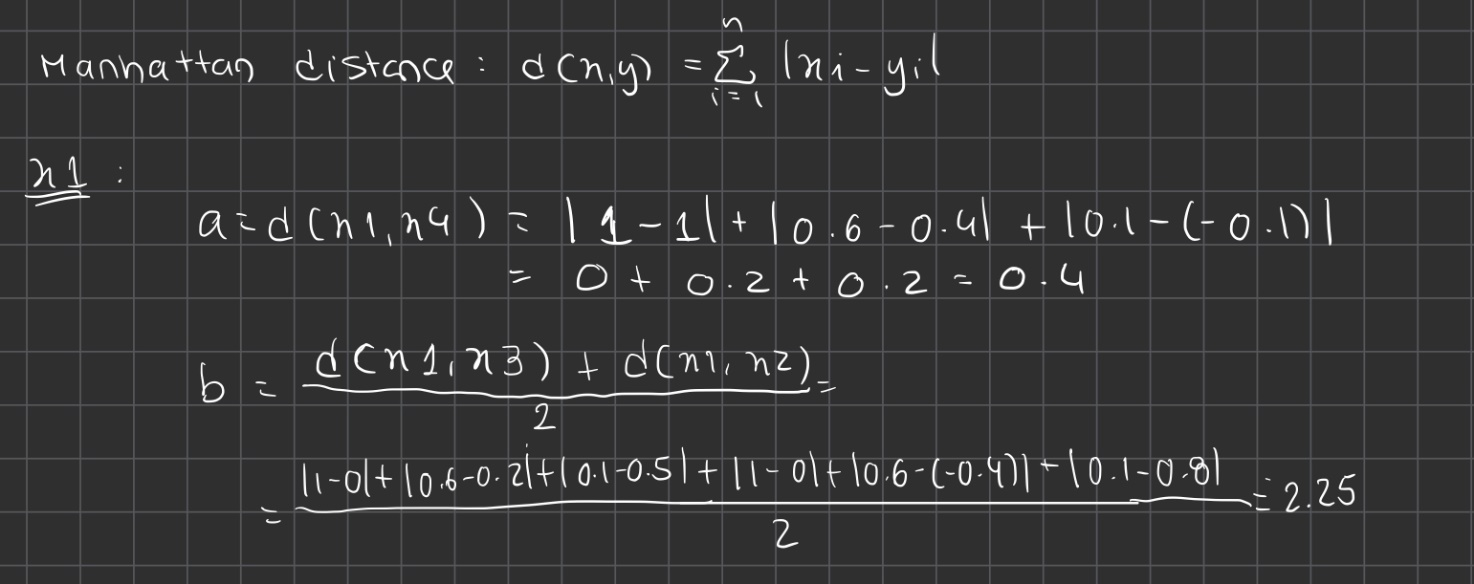 Manhattan distance: d(x,y) = ∑_{i=1}^{n} |xi - yi|
x1 :
a = d(x1, x4) = |1 - 1| + |0.6 - 0.4| + |0.1 - (-0.1)|
= 0 + 0.2 + 0.2 = 0.4
b = \frac{d(x1, x3) + d(x1, x2)}{2} =
= \frac{|1-0| + |0.6-0.2| + |0.1-0.5| + |1-0| + |0.6-(-0.4)| + |0.1-0.8|}{2} = 2.25